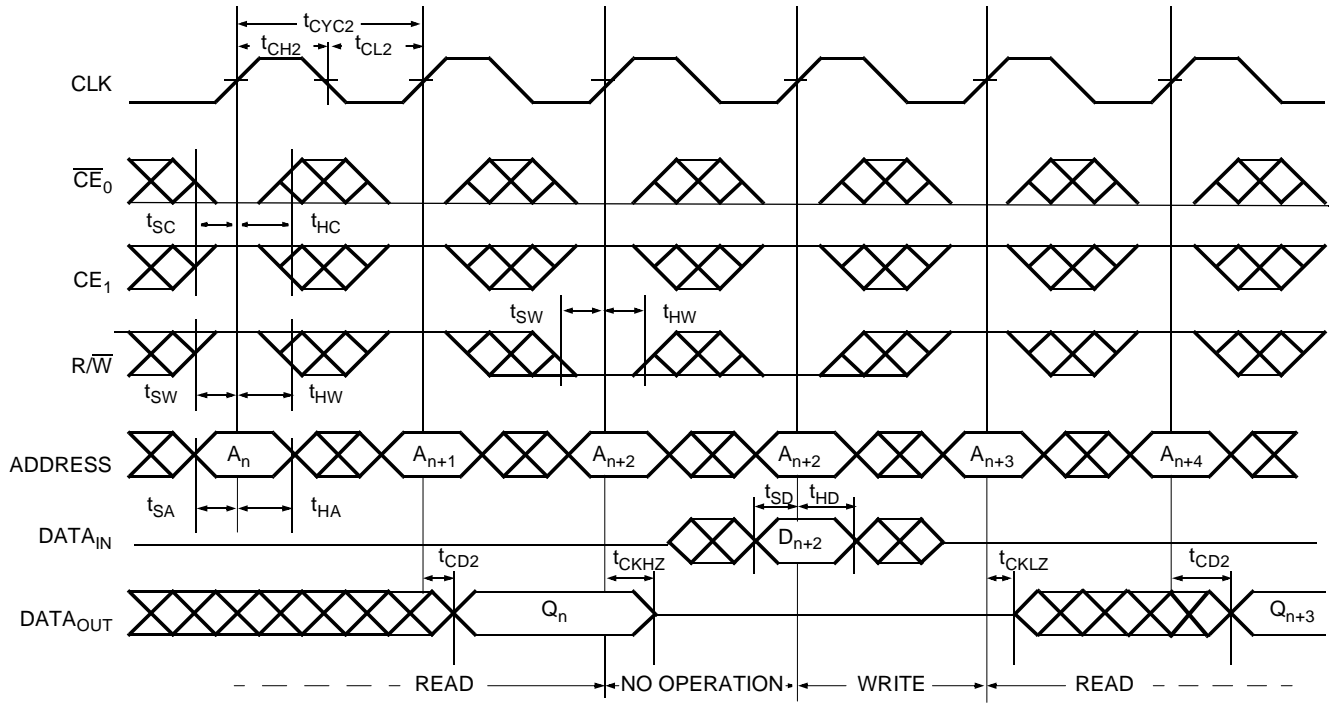 tCYC2
tCH2 tCL2
CLK
CE0
tSC tHC
CE1
tSW tHW
R/W
tSW tHW
ADDRESS An An+1 An+2 An+2 An+3 An+4
tSA tHA tSD tHD
DATAIN Dn+2
tCD2 tCKHZ tCKLZ tCD2
DATAOUT Qn Qn+3
READ NO OPERATION WRITE READ